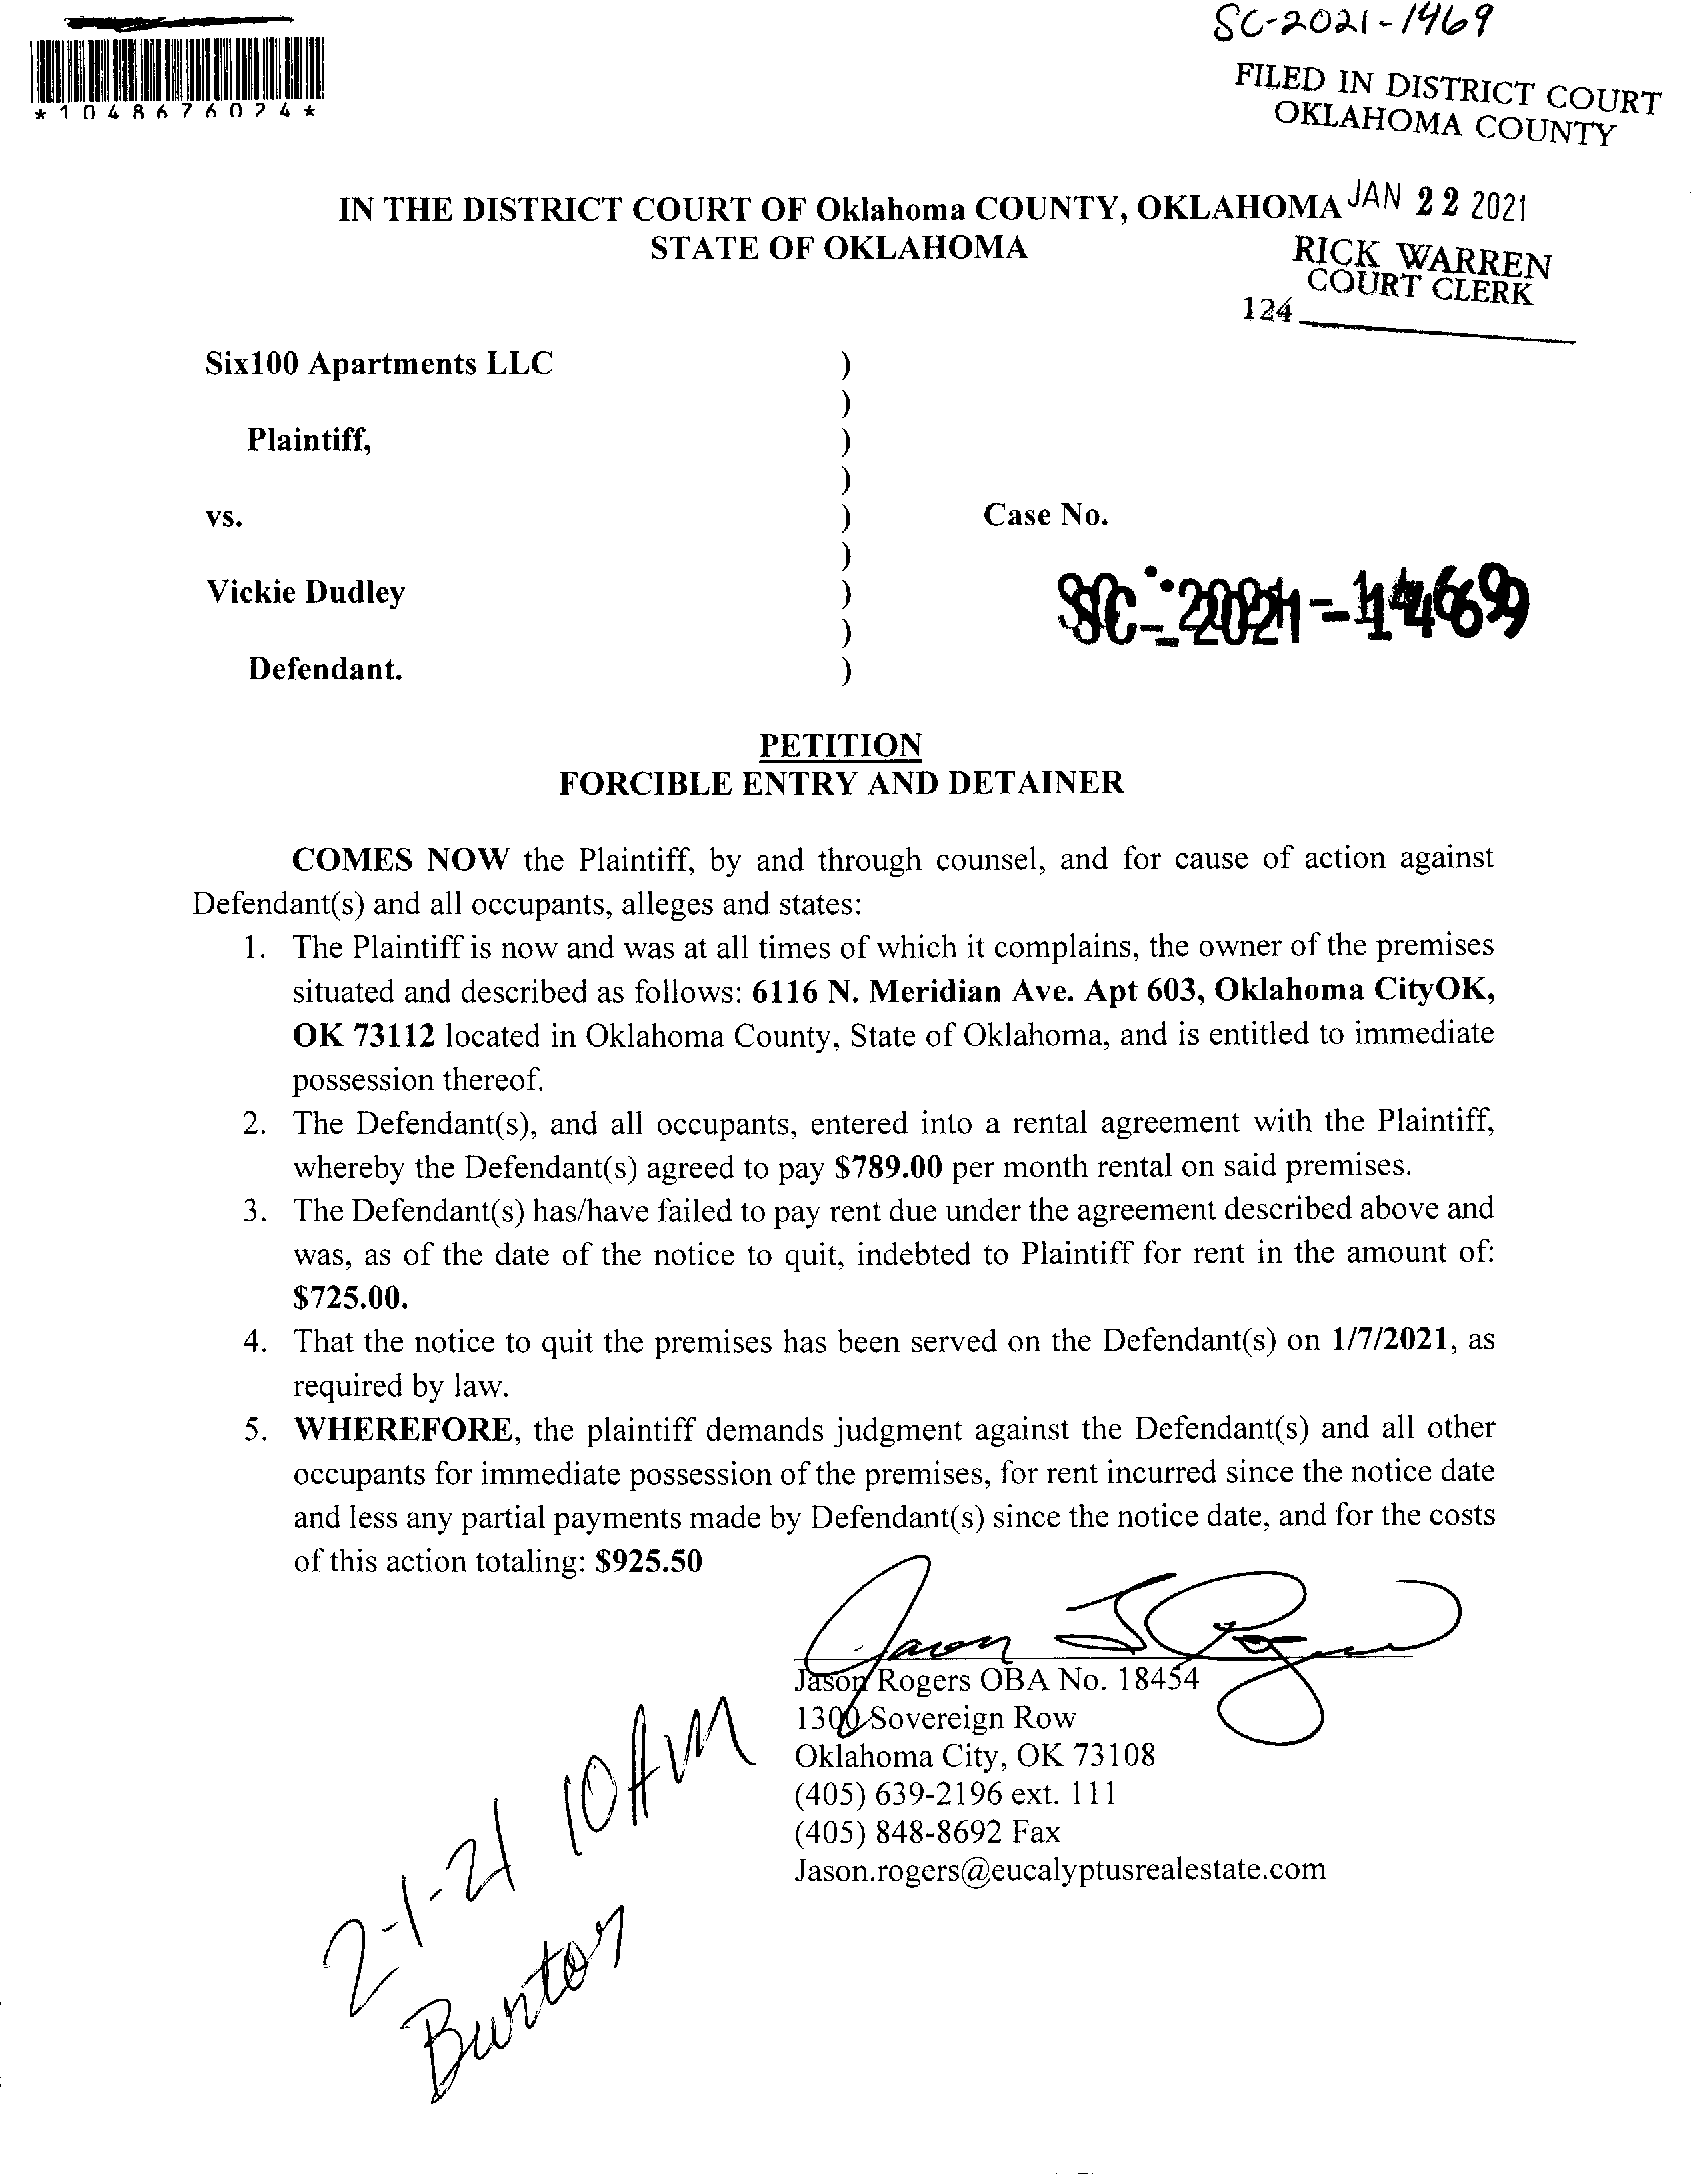 SC-2021-1469
*1048676024*
FILED IN DISTRICT COURT
OKLAHOMA COUNTY
IN THE DISTRICT COURT OF Oklahoma COUNTY, OKLAHOMA JAN 22 2021
STATE OF OKLAHOMA
RICK WARREN
COURT CLERK
124
Six100 Apartments LLC )
)
Plaintiff, )
)
vs. ) Case No.
)
Vickie Dudley ) SC-2021-1469
)
Defendant. )
PETITION
FORCIBLE ENTRY AND DETAINER
COMES NOW the Plaintiff, by and through counsel, and for cause of action against
Defendant(s) and all occupants, alleges and states:
1. The Plaintiff is now and was at all times of which it complains, the owner of the premises
situated and described as follows: 6116 N. Meridian Ave. Apt 603, Oklahoma CityOK,
OK 73112 located in Oklahoma County, State of Oklahoma, and is entitled to immediate
possession thereof.
2. The Defendant(s), and all occupants, entered into a rental agreement with the Plaintiff,
whereby the Defendant(s) agreed to pay $789.00 per month rental on said premises.
3. The Defendant(s) has/have failed to pay rent due under the agreement described above and
was, as of the date of the notice to quit, indebted to Plaintiff for rent in the amount of:
$725.00.
4. That the notice to quit the premises has been served on the Defendant(s) on 1/7/2021, as
required by law.
5. WHEREFORE, the plaintiff demands judgment against the Defendant(s) and all other
occupants for immediate possession of the premises, for rent incurred since the notice date
and less any partial payments made by Defendant(s) since the notice date, and for the costs
of this action totaling: $925.50
Jason J Rogers
Jason Rogers OBA No. 18454
1300 Sovereign Row
Oklahoma City, OK 73108
(405) 639-2196 ext. 111
(405) 848-8692 Fax
Jason.rogers@eucalyptusrealestate.com
2-1-21 10AM
Burton